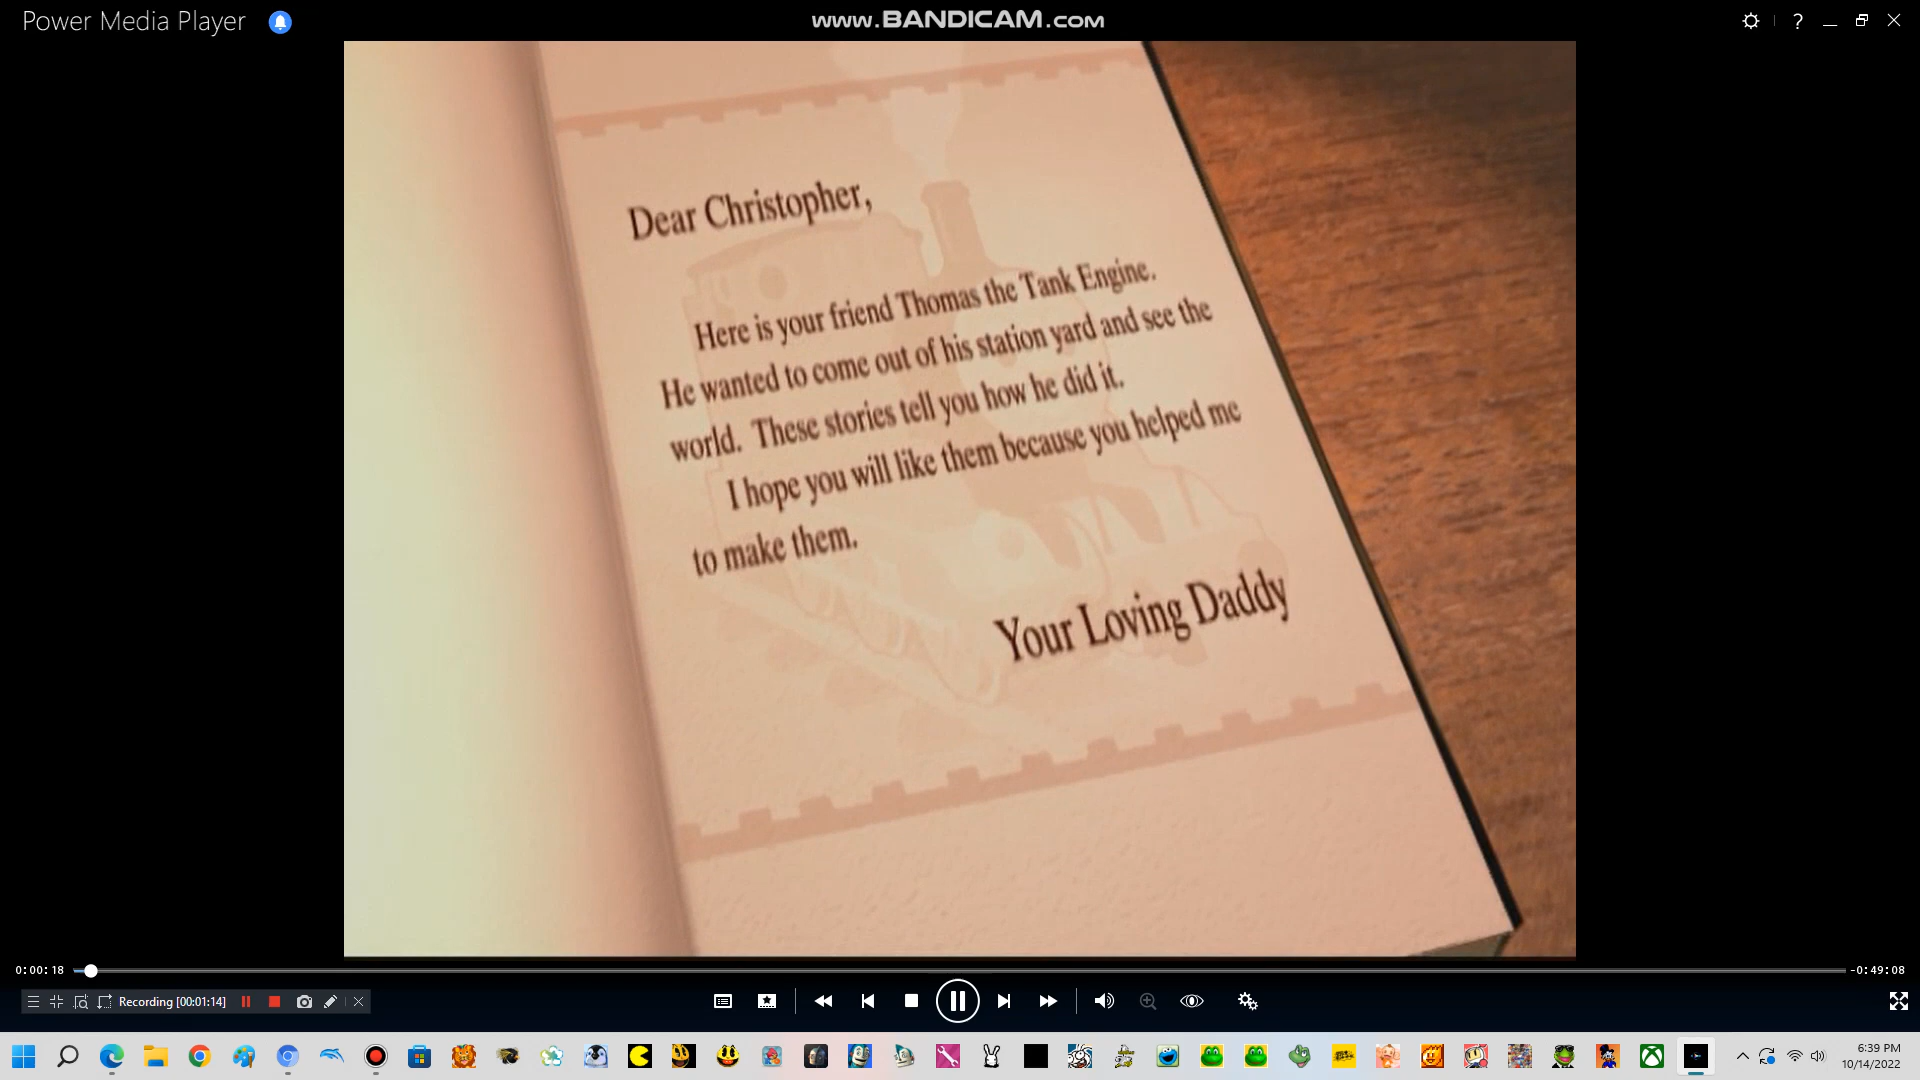 Power Media Player
www.BANDICAM.com
Dear Christopher,
Here is your friend Thomas the Tank Engine.
He wanted to come out of his station yard and see the
world. These stories tell you how he did it.
I hope you will like them because you helped me
to make them.
Your Loving Daddy
0:00:18
-0:49:08
Recording [00:01:14]
6:39 PM
10/14/2022